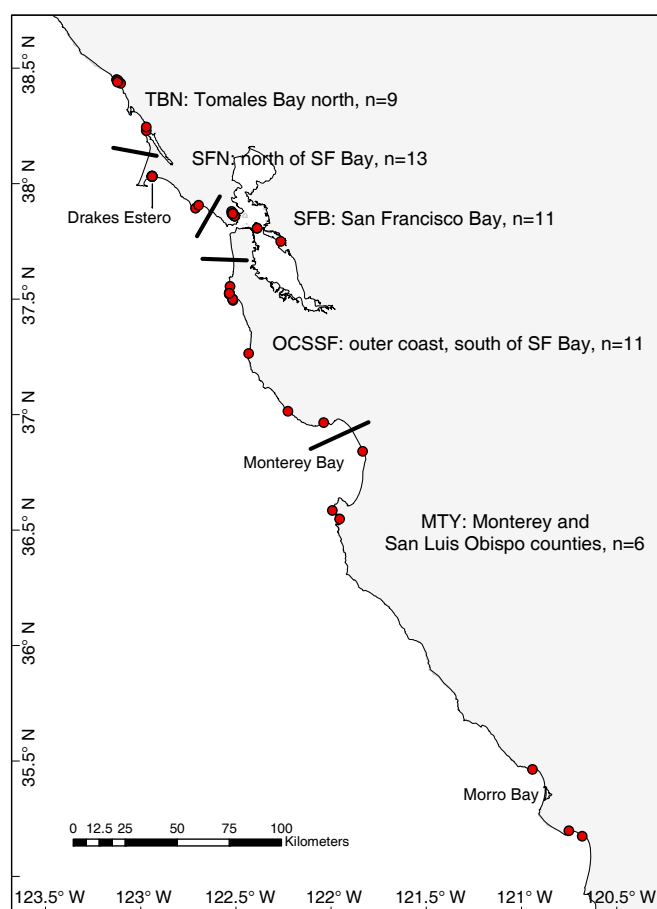 38.5° N
TBN: Tomales Bay north, n=9
SFN: north of SF Bay, n=13
38° N
Drakes Estero
SFB: San Francisco Bay, n=11
37.5° N
OCSSF: outer coast, south of SF Bay, n=11
37° N
Monterey Bay
36.5° N
MTY: Monterey and
San Luis Obispo counties, n=6
36° N
35.5° N
Morro Bay
0 12.5 25 50 75 100
Kilometers
123.5° W 123° W 122.5° W 122° W 121.5° W 121° W 120.5° W